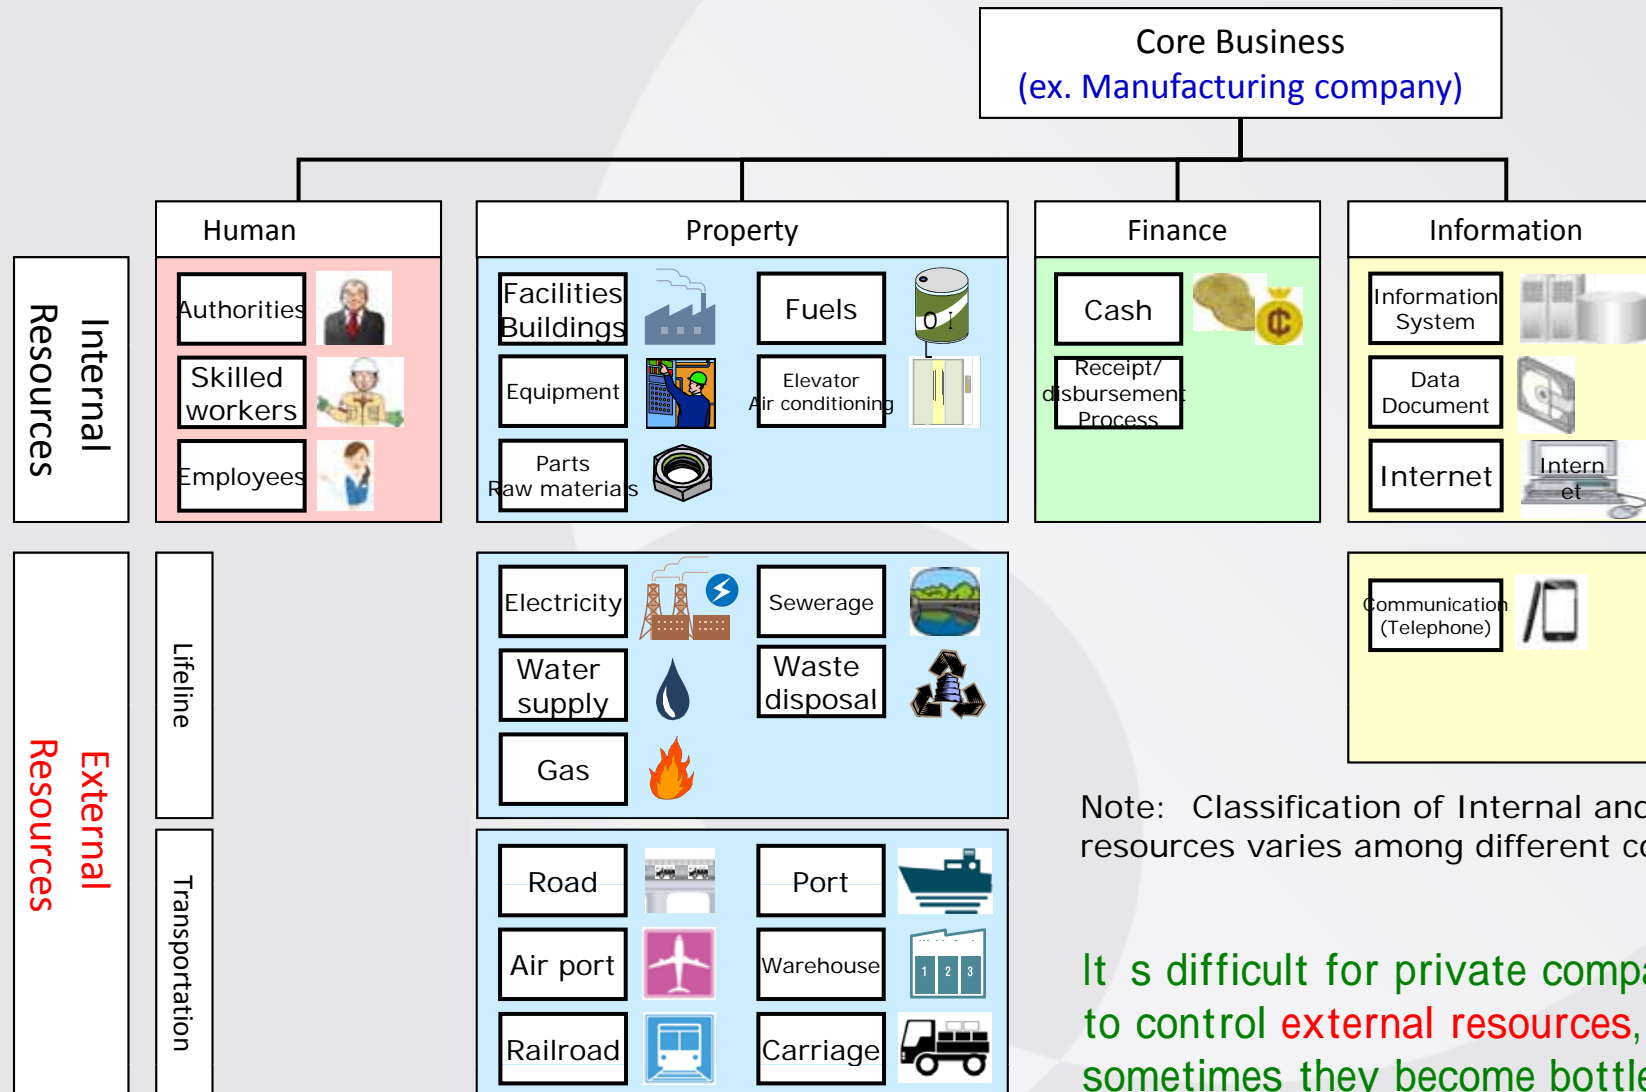 Core Business
(ex. Manufacturing company)
Human
Property
Finance
Information
Internal
Resources
Authorities
Skilled
workers
Employees
Facilities
Buildings
Fuels
O I
L
Equipment
Elevator
Air conditioning
Parts
Raw materials
Cash
Receipt/
disbursement
Process
Information
System
Data
Document
Internet
Intern
et
External
Resources
Lifeline
Electricity
Sewerage
Water
supply
Waste
disposal
Gas
Communication
(Telephone)
Note: Classification of Internal and
resources varies among different co
Transportation
Road
Port
Air port
Warehouse
1 2 3
Railroad
Carriage
It s difficult for private compa
to control external resources,
sometimes they become bottle